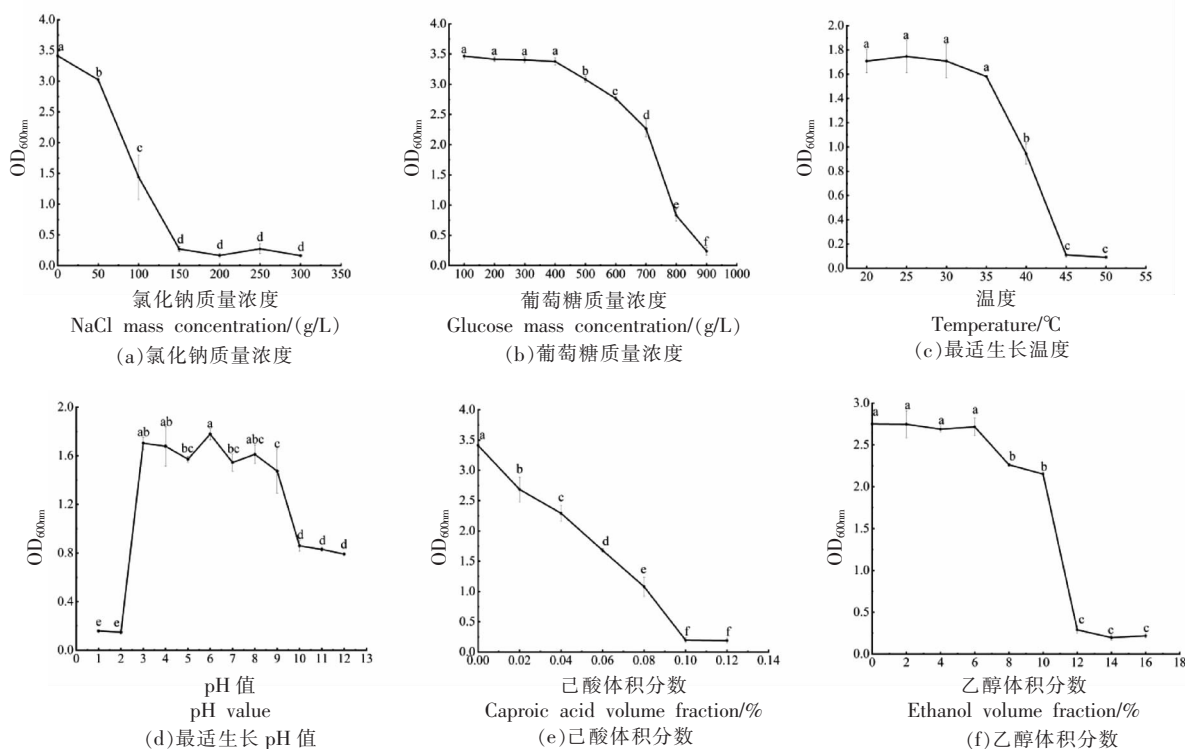 4.0
3.5
3.0
2.5
2.0
1.5
1.0
0.5
0.0
OD600nm
a
b
c
d
d
d
d
0 50 100 150 200 250 300 350
氯化钠质量浓度
NaCl mass concentration/(g/L)
(a)氯化钠质量浓度
4.0
3.5
3.0
2.5
2.0
1.5
1.0
0.5
0.0
OD600nm
a
a
a
a
b
c
d
e
f
100 200 300 400 500 600 700 800 900 1000
葡萄糖质量浓度
Glucose mass concentration/(g/L)
(b)葡萄糖质量浓度
2.0
1.8
1.6
1.4
1.2
1.0
0.8
0.6
0.4
0.2
0.0
OD600nm
a
a
a
a
b
c
c
20 25 30 35 40 45 50 55
温度
Temperature/℃
(c)最适生长温度
2.0
1.6
1.2
0.8
0.4
0.0
OD600nm
e
e
ab
ab
bc
a
bc
abc
c
d
d
d
1 2 3 4 5 6 7 8 9 10 11 12 13
pH 值
pH value
(d)最适生长 pH 值
4.0
3.5
3.0
2.5
2.0
1.5
1.0
0.5
0.0
OD600nm
a
b
c
d
e
f
f
0.00 0.02 0.04 0.06 0.08 0.10 0.12 0.14
己酸体积分数
Caproic acid volume fraction/%
(e)己酸体积分数
3.0
2.5
2.0
1.5
1.0
0.5
0.0
OD600nm
a
a
a
a
b
b
c
c
c
0 2 4 6 8 10 12 14 16 18
乙醇体积分数
Ethanol volume fraction/%
(f)乙醇体积分数